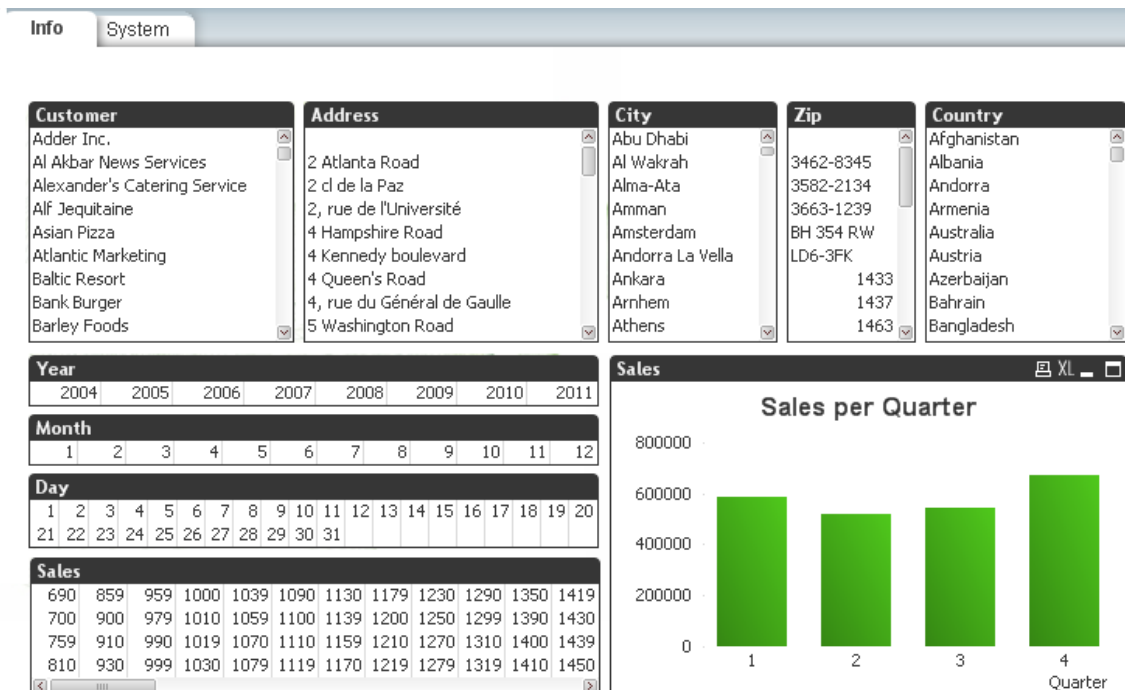 Info
System
Customer
Adder Inc.
Al Akbar News Services
Alexander's Catering Service
Alf Jequitaine
Asian Pizza
Atlantic Marketing
Baltic Resort
Bank Burger
Barley Foods
Address
2 Atlanta Road
2 cl de la Paz
2, rue de l'Université
4 Hampshire Road
4 Kennedy boulevard
4 Queen's Road
4, rue du Général de Gaulle
5 Washington Road
City
Abu Dhabi
Al Wakrah
Alma-Ata
Amman
Amsterdam
Andorra La Vella
Ankara
Arnhem
Athens
Zip
3462-8345
3582-2134
3663-1239
BH 354 RW
LD6-3FK
1433
1437
1463
Country
Afghanistan
Albania
Andorra
Armenia
Australia
Austria
Azerbaijan
Bahrain
Bangladesh
Year
2004 2005 2006 2007 2008 2009 2010 2011
Month
1 2 3 4 5 6 7 8 9 10 11 12
Day
1 2 3 4 5 6 7 8 9 10 11 12 13 14 15 16 17 18 19 20
21 22 23 24 25 26 27 28 29 30 31
Sales
690 859 959 1000 1039 1090 1130 1179 1230 1290 1350 1419
700 900 979 1010 1059 1100 1139 1200 1250 1299 1390 1430
759 910 990 1019 1070 1110 1159 1210 1270 1310 1400 1439
810 930 999 1030 1079 1119 1170 1219 1279 1319 1410 1450
Sales
XL
Sales per Quarter
800000
600000
400000
200000
0
1 2 3 4
Quarter